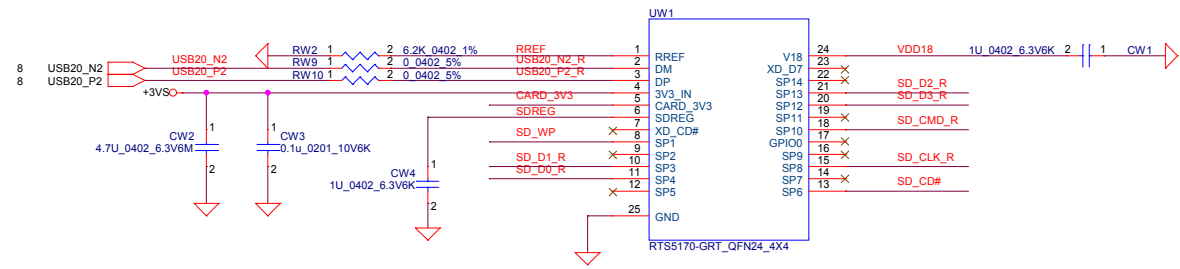 UW1
RW2 1 2 6.2K_0402_1% RREF 1 RREF V18 24 VDD18 1U_0402_6.3V6K 2 1 CW1
8 USB20_N2 USB20_N2 RW9 1 2 0_0402_5% USB20_N2_R 2 DM XD_D7 23
8 USB20_P2 USB20_P2 RW10 1 2 0_0402_5% USB20_P2_R 3 DP SP14 22
+3VS 4 3V3_IN SP13 21 SD_D2_R
CARD_3V3 5 CARD_3V3 SP12 20 SD_D3_R
SDREG 6 SDREG SP11 19
7 XD_CD# SP10 18 SD_CMD_R
SD_WP 8 SP1 GPIO0 17
9 SP2 SP9 16
SD_D1_R 10 SP3 SP8 15 SD_CLK_R
SD_D0_R 11 SP4 SP7 14
12 SP5 SP6 13 SD_CD#
25 GND
RTS5170-GRT_QFN24_4X4
1
CW2
4.7U_0402_6.3V6M
2
1
CW3
0.1u_0201_10V6K
2
1
CW4
1U_0402_6.3V6K
2